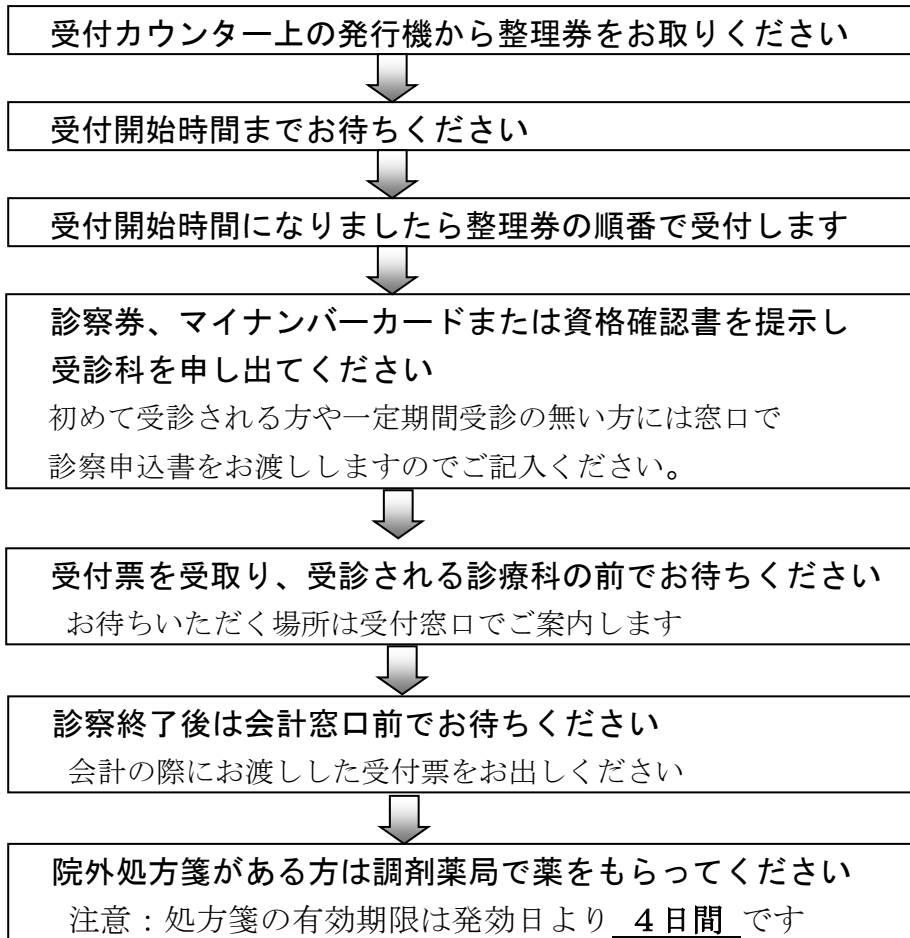 受付カウンター上の発行機から整理券をお取りください
受付開始時間までお待ちください
受付開始時間になりましたら整理券の順番で受付します
診察券、マイナンバーカードまたは資格確認書を提示し
受診科を申し出てください
初めて受診される方や一定期間受診の無い方には窓口で
診察申込書をお渡ししますのでご記入ください。
受付票を受取り、受診される診療科の前でお待ちください
お待ちいただく場所は受付窓口でご案内します
診察終了後は会計窓口前でお待ちください
会計の際にお渡しした受付票をお出しください
院外処方箋がある方は調剤薬局で薬をもらってください
注意：処方箋の有効期限は発効日より ４日間 です